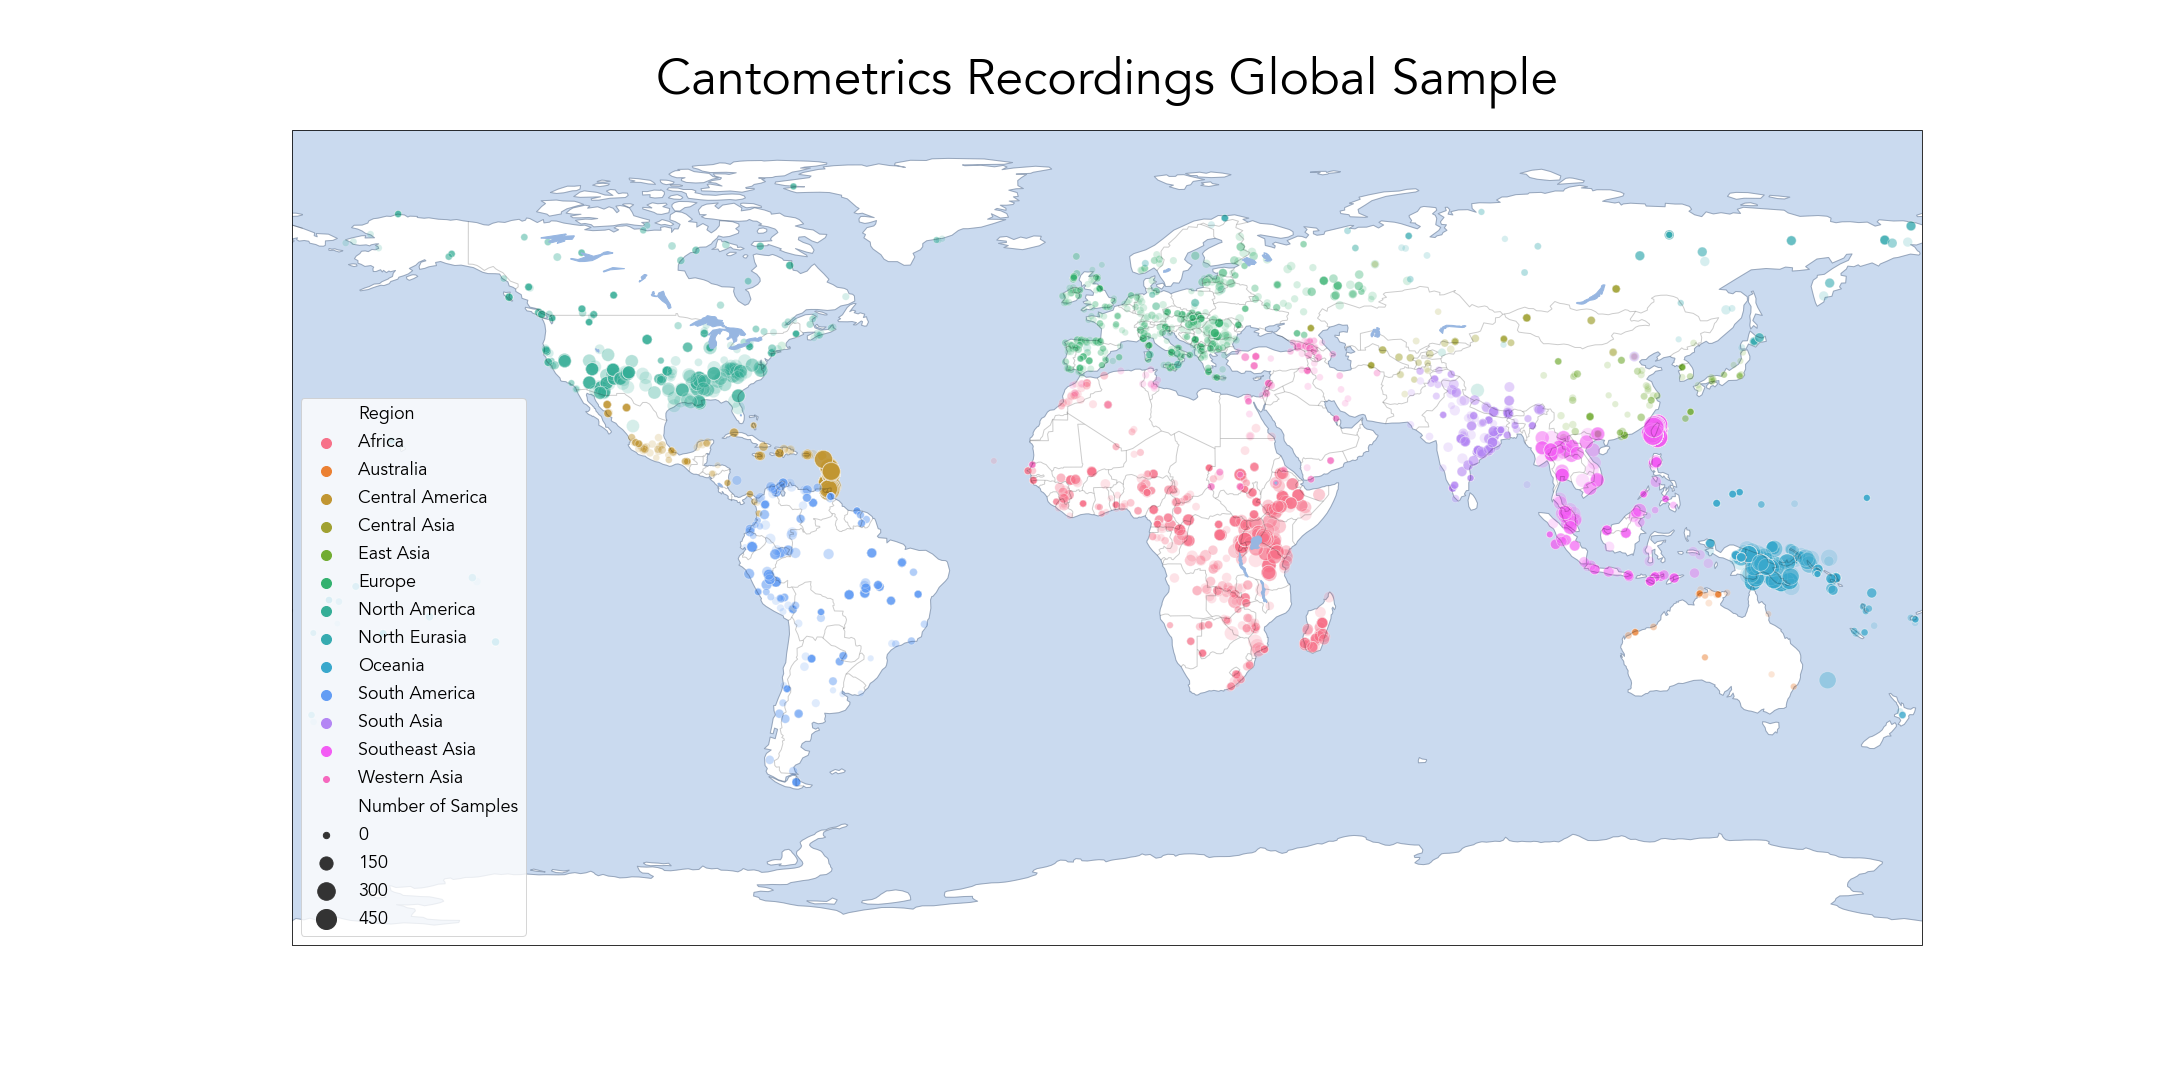 Cantometrics Recordings Global Sample
Region
Africa
Australia
Central America
Central Asia
East Asia
Europe
North America
North Eurasia
Oceania
South America
South Asia
Southeast Asia
Western Asia
Number of Samples
0
150
300
450